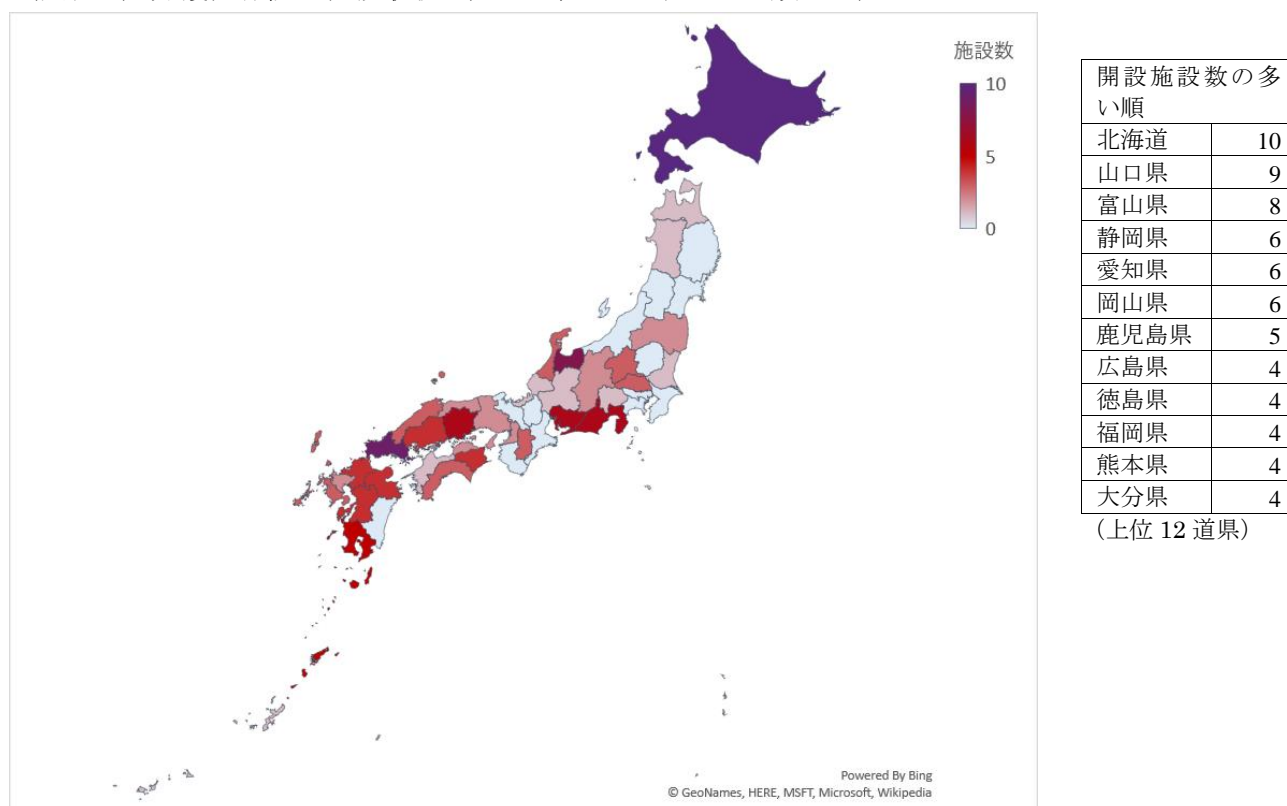 施設数
10
5
0
Powered By Bing
© GeoNames, HERE, MSFT, Microsoft, Wikipedia
開設施設数の多
い順
北海道 10
山口県 9
富山県 8
静岡県 6
愛知県 6
岡山県 6
鹿児島県 5
広島県 4
徳島県 4
福岡県 4
熊本県 4
大分県 4
(上位 12 道県)